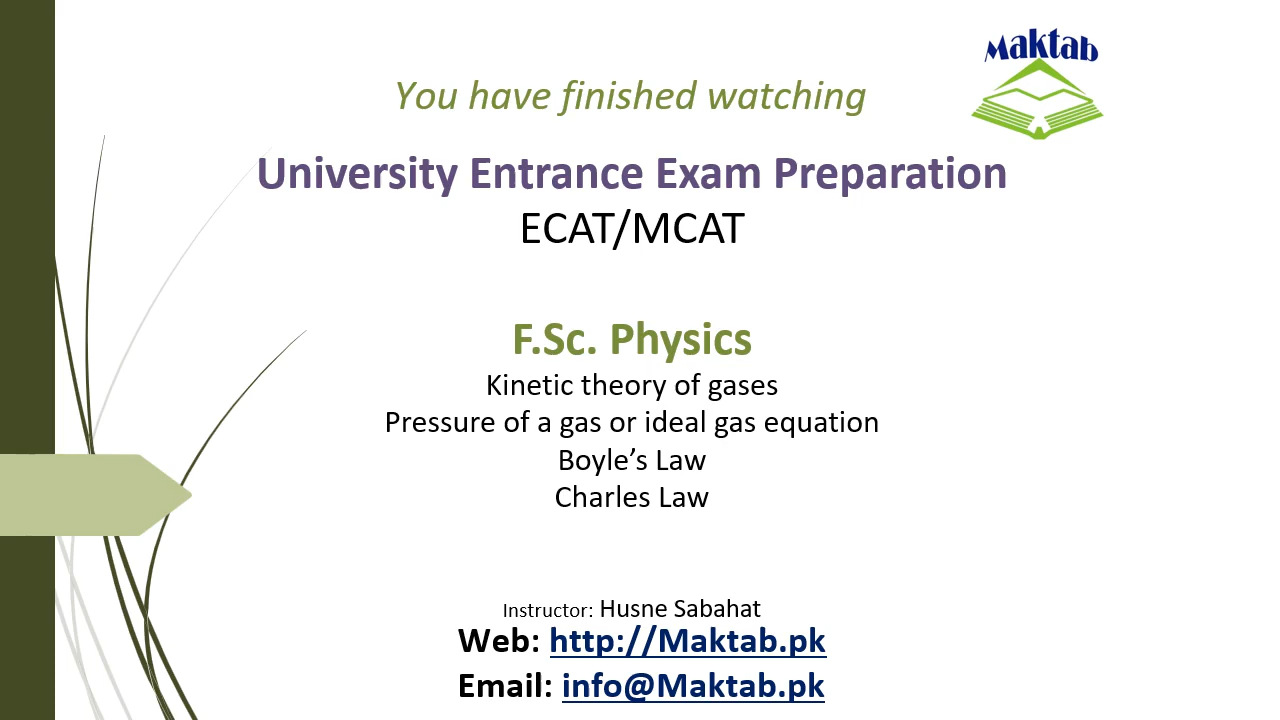 Maktab
You have finished watching
University Entrance Exam Preparation
ECAT/MCAT
F.Sc. Physics
Kinetic theory of gases
Pressure of a gas or ideal gas equation
Boyle’s Law
Charles Law
Instructor: Husne Sabahat
Web: http://Maktab.pk
Email: info@Maktab.pk